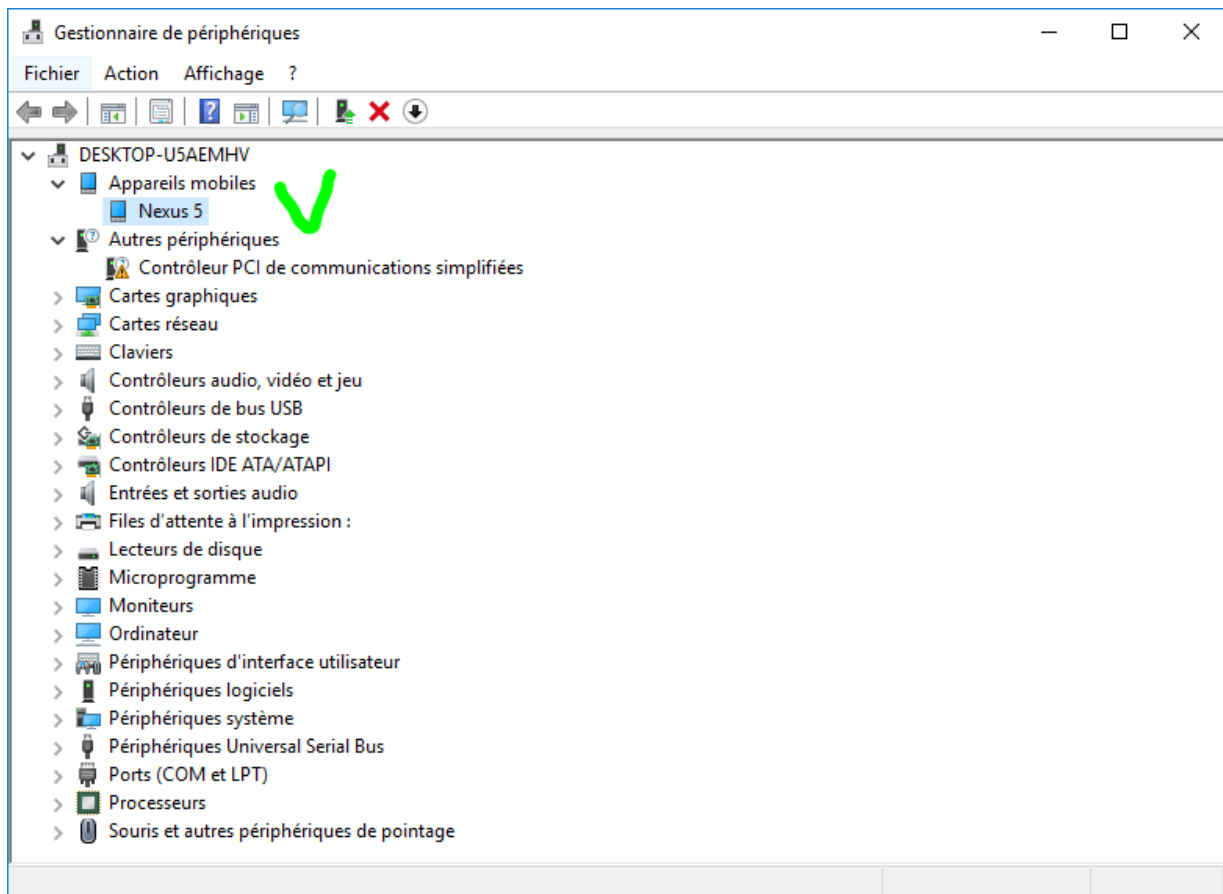 Gestionnaire de périphériques
Fichier Action Affichage ?
DESKTOP-U5AEMHV
Appareils mobiles
Nexus 5
Autres périphériques
Contrôleur PCI de communications simplifiées
Cartes graphiques
Cartes réseau
Claviers
Contrôleurs audio, vidéo et jeu
Contrôleurs de bus USB
Contrôleurs de stockage
Contrôleurs IDE ATA/ATAPI
Entrées et sorties audio
Files d'attente à l'impression :
Lecteurs de disque
Microprogramme
Moniteurs
Ordinateur
Périphériques d'interface utilisateur
Périphériques logiciels
Périphériques système
Périphériques Universal Serial Bus
Ports (COM et LPT)
Processeurs
Souris et autres périphériques de pointage